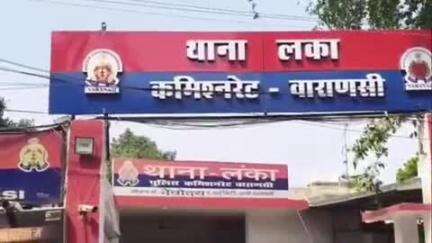 थाना लंका
कमिश्नरेट - वाराणसी
थाना-लंका
पुलिस कमिश्नरेट वाराणसी